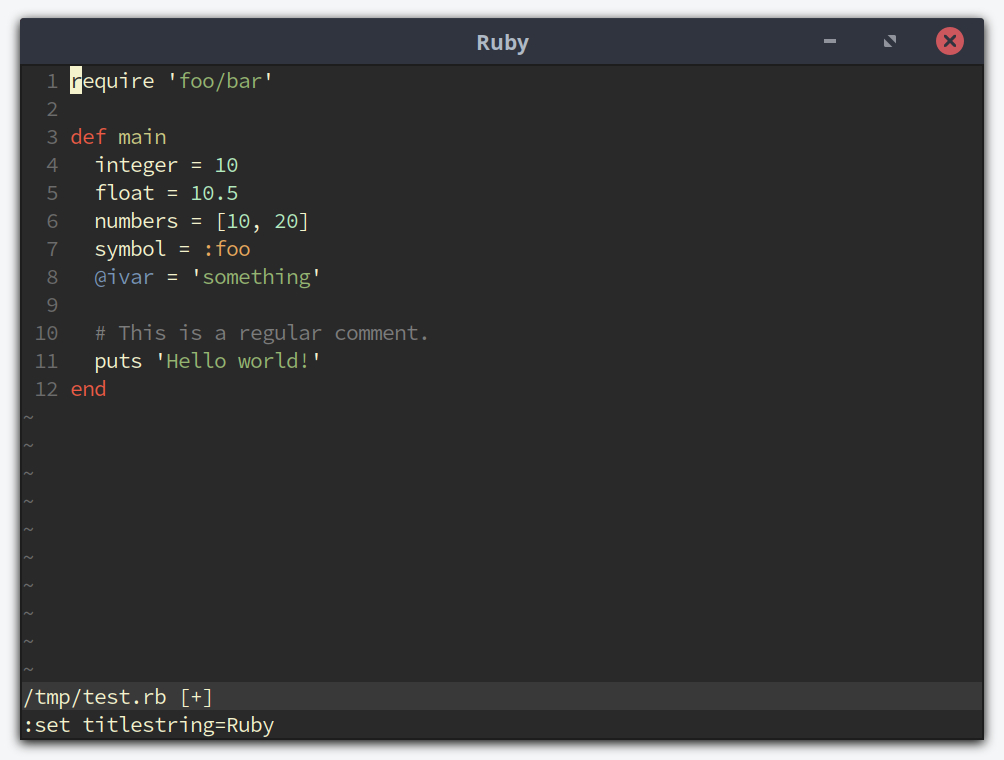 Ruby
1 require 'foo/bar'
2
3 def main
4   integer = 10
5   float = 10.5
6   numbers = [10, 20]
7   symbol = :foo
8   @ivar = 'something'
9
10   # This is a regular comment.
11   puts 'Hello world!'
12 end
~
~
~
~
~
~
~
~
~
~
/tmp/test.rb [+]
:set titlestring=Ruby